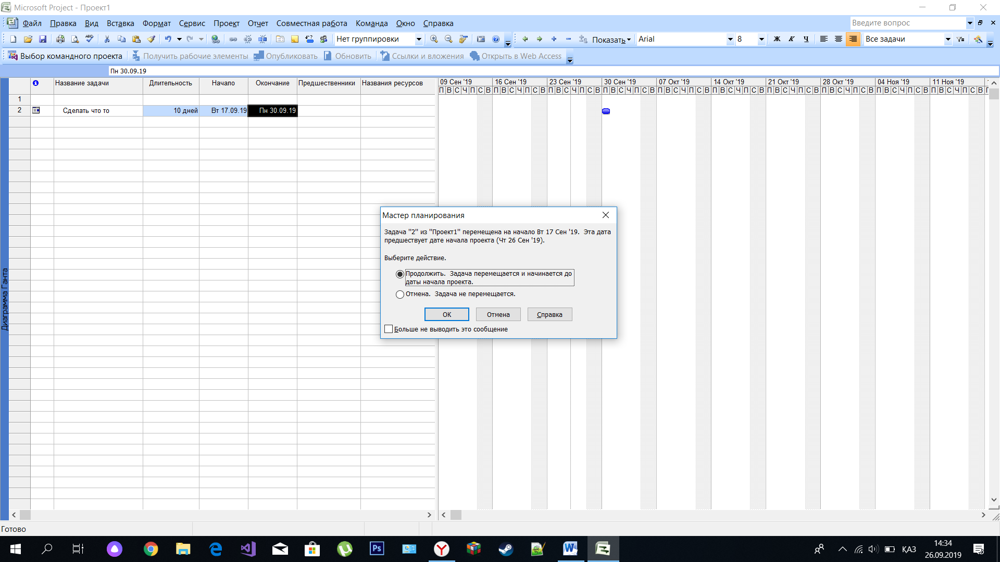 Microsoft Project - Проект1
Файл Правка Вид Вставка Формат Сервис Проект Отчет Совместная работа Команда Окно Справка Введите вопрос
Нет группировки Показать Arial 8 Ж К Ч Все задачи
Выбор командного проекта Получить рабочие элементы Опубликовать Обновить Ссылки и вложения Открыть в Web Access
Пн 30.09.19
Название задачи Длительность Начало Окончание Предшественники Названия ресурсов
09 Сен '19 16 Сен '19 23 Сен '19 30 Сен '19 07 Окт '19 14 Окт '19 21 Окт '19 28 Окт '19 04 Ноя '19 11 Ноя '19
П В С Ч П С В П В С Ч П С В П В С Ч П С В П В С Ч П С В П В С Ч П С В П В С Ч П С В П В С Ч П С В П В С Ч П С В П В С Ч П С В П В С Ч П С В П
1
2 Сделать что то 10 дней Вт 17.09.19 Пн 30.09.19
Диаграмма Ганта
Мастер планирования
Задача "2" из "Проект1" перемещена на начало Вт 17 Сен '19. Эта дата
предшествует дате начала проекта (Чт 26 Сен '19).
Выберите действие.
Продолжить. Задача перемещается и начинается до
даты начала проекта.
Отмена. Задача не перемещается.
ОК Отмена Справка
Больше не выводить это сообщение
Готово
Ps
ҚАЗ
14:34
26.09.2019